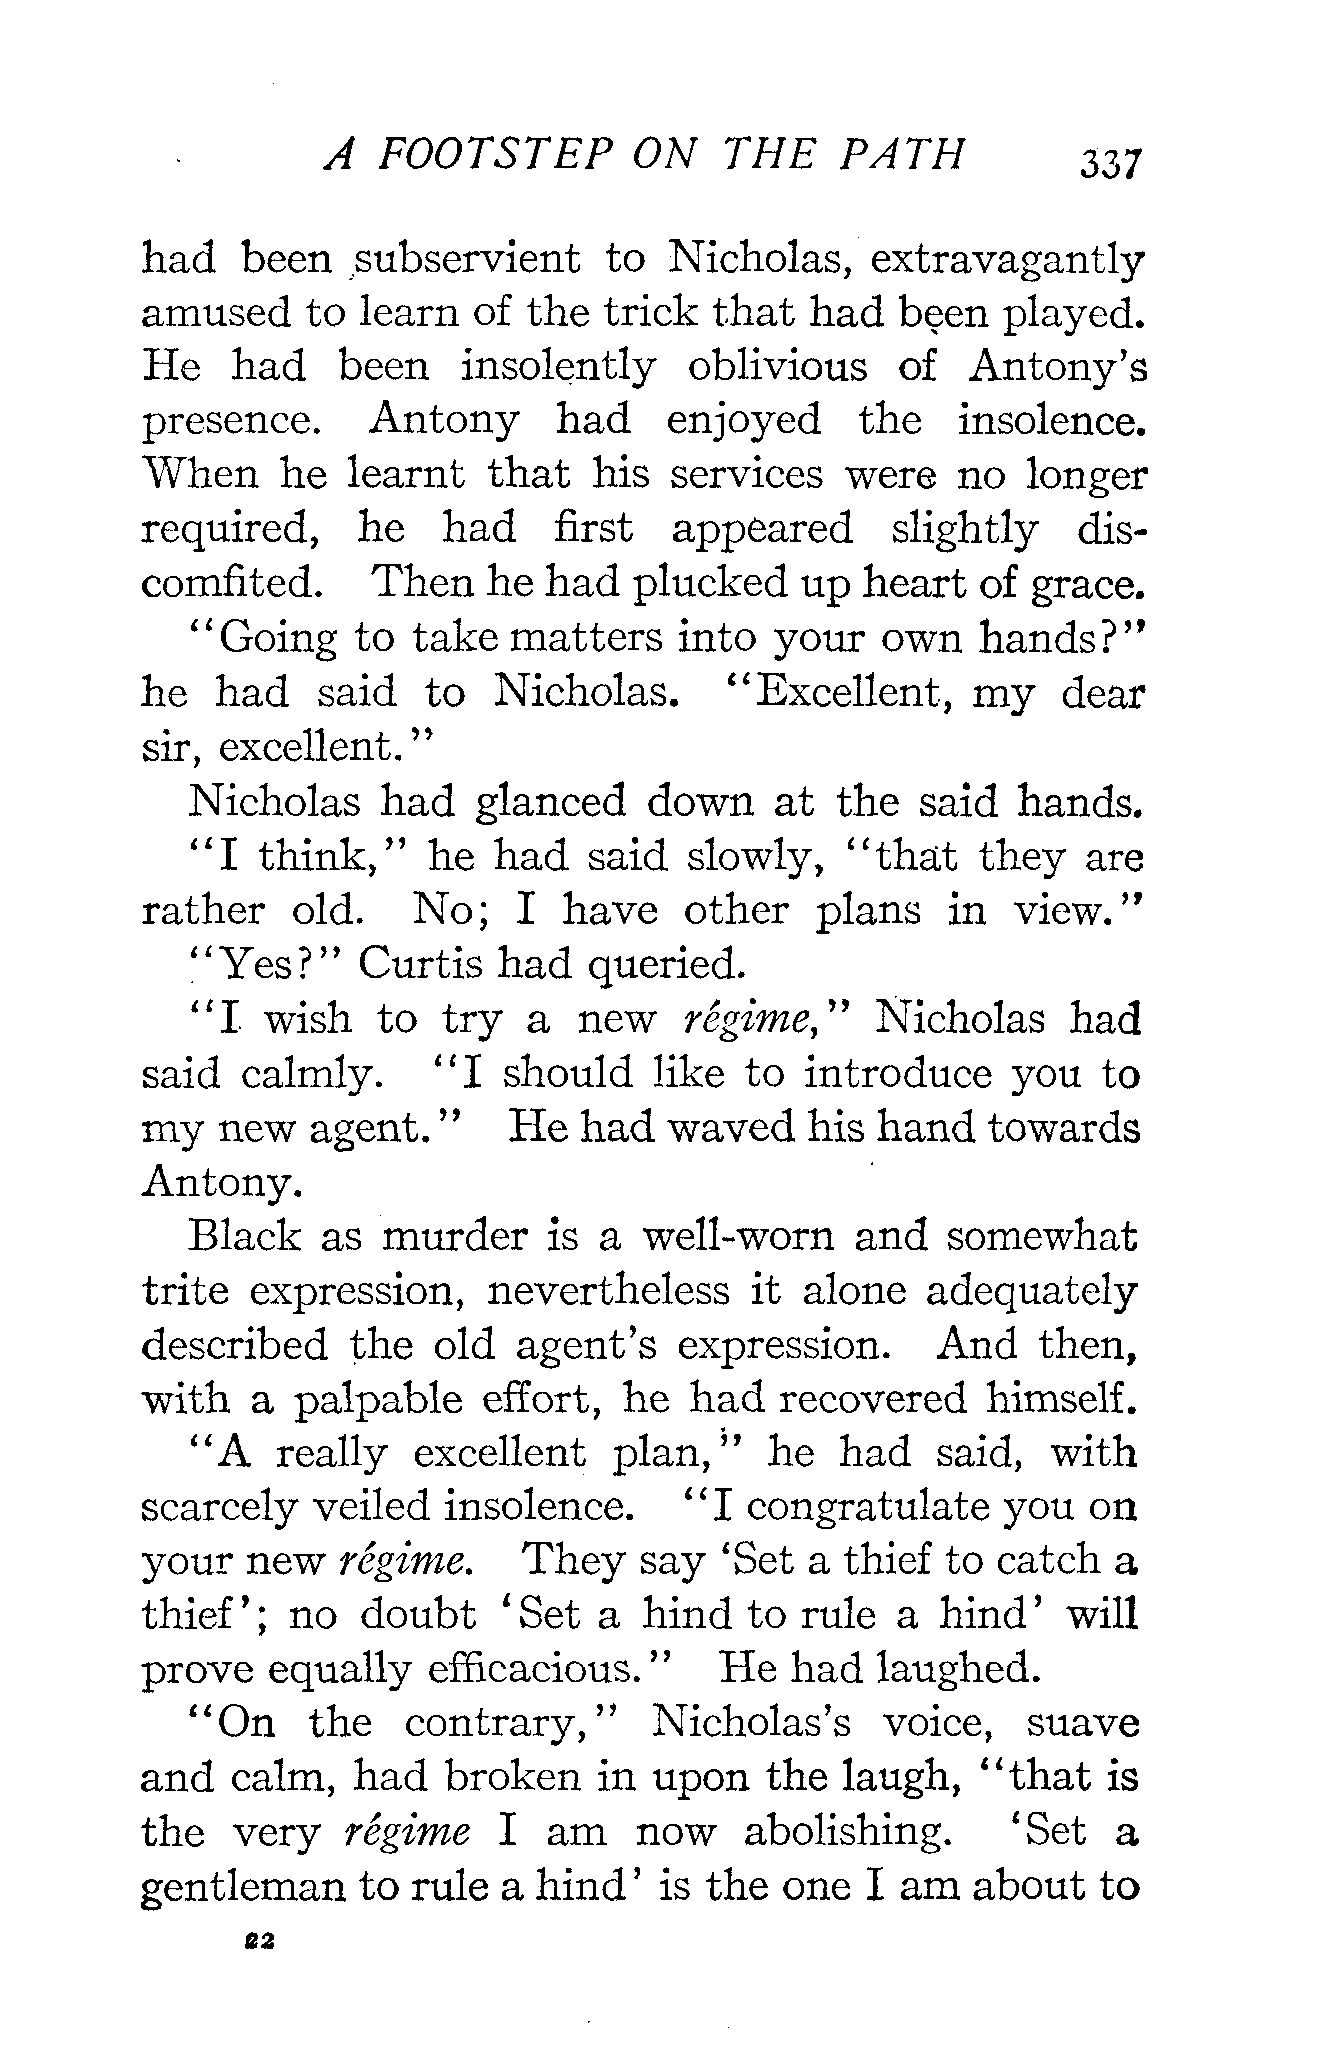 A FOOTSTEP ON THE PATH 337
had been subservient to Nicholas, extravagantly
amused to learn of the trick that had been played.
He had been insolently oblivious of Antony's
presence. Antony had enjoyed the insolence.
When he learnt that his services were no longer
required, he had first appeared slightly dis-
comfited. Then he had plucked up heart of grace.
"Going to take matters into your own hands?"
he had said to Nicholas. "Excellent, my dear
sir, excellent."
Nicholas had glanced down at the said hands.
"I think," he had said slowly, "that they are
rather old. No; I have other plans in view."
"Yes?" Curtis had queried.
"I wish to try a new régime," Nicholas had
said calmly. "I should like to introduce you to
my new agent." He had waved his hand towards
Antony.
Black as murder is a well-worn and somewhat
trite expression, nevertheless it alone adequately
described the old agent's expression. And then,
with a palpable effort, he had recovered himself.
"A really excellent plan," he had said, with
scarcely veiled insolence. "I congratulate you on
your new régime. They say 'Set a thief to catch a
thief'; no doubt 'Set a hind to rule a hind' will
prove equally efficacious." He had laughed.
"On the contrary," Nicholas's voice, suave
and calm, had broken in upon the laugh, "that is
the very régime I am now abolishing. 'Set a
gentleman to rule a hind' is the one I am about to
22